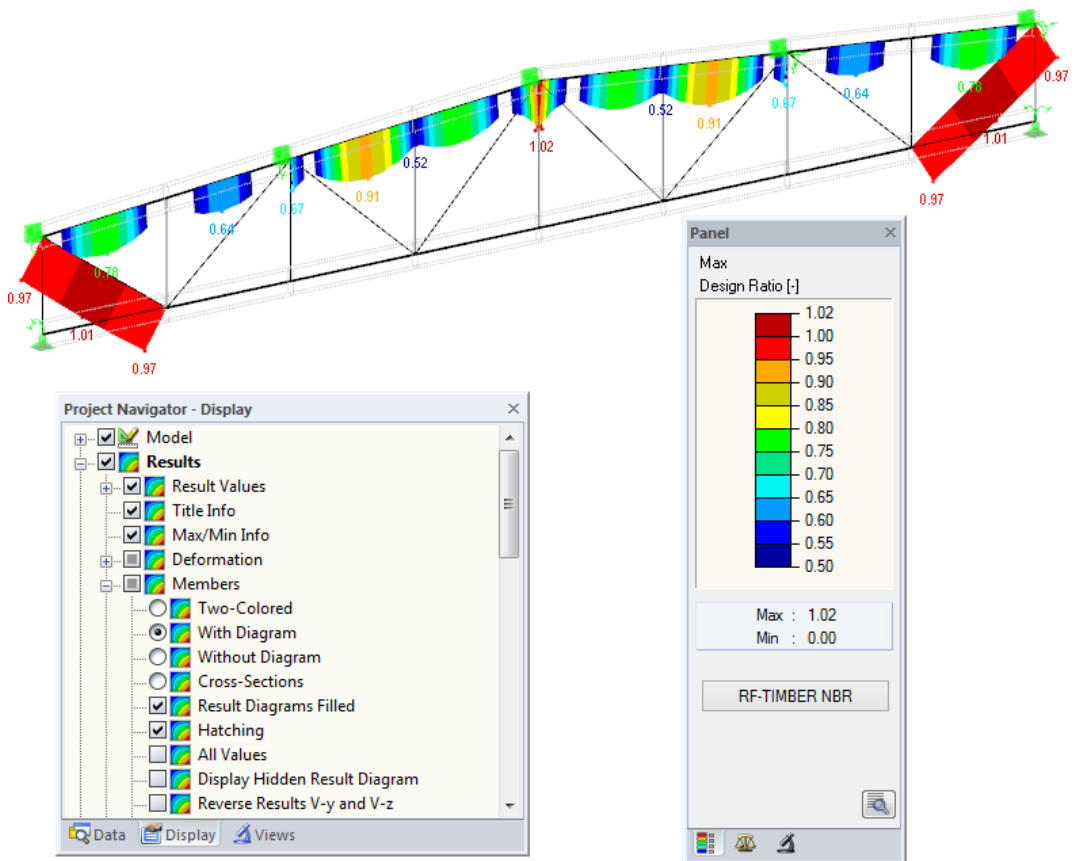 0.97
0.78
1.01
0.97
0.64
0.67
0.91
0.52
1.02
0.52
0.91
0.67
0.64
0.78
0.97
1.01
0.97
Project Navigator - Display
Model
Results
Result Values
Title Info
Max/Min Info
Deformation
Members
Two-Colored
With Diagram
Without Diagram
Cross-Sections
Result Diagrams Filled
Hatching
All Values
Display Hidden Result Diagram
Reverse Results V-y and V-z
Data Display Views
Panel
Max
Design Ratio [-]
1.02
1.00
0.95
0.90
0.85
0.80
0.75
0.70
0.65
0.60
0.55
0.50
Max : 1.02
Min : 0.00
RF-TIMBER NBR